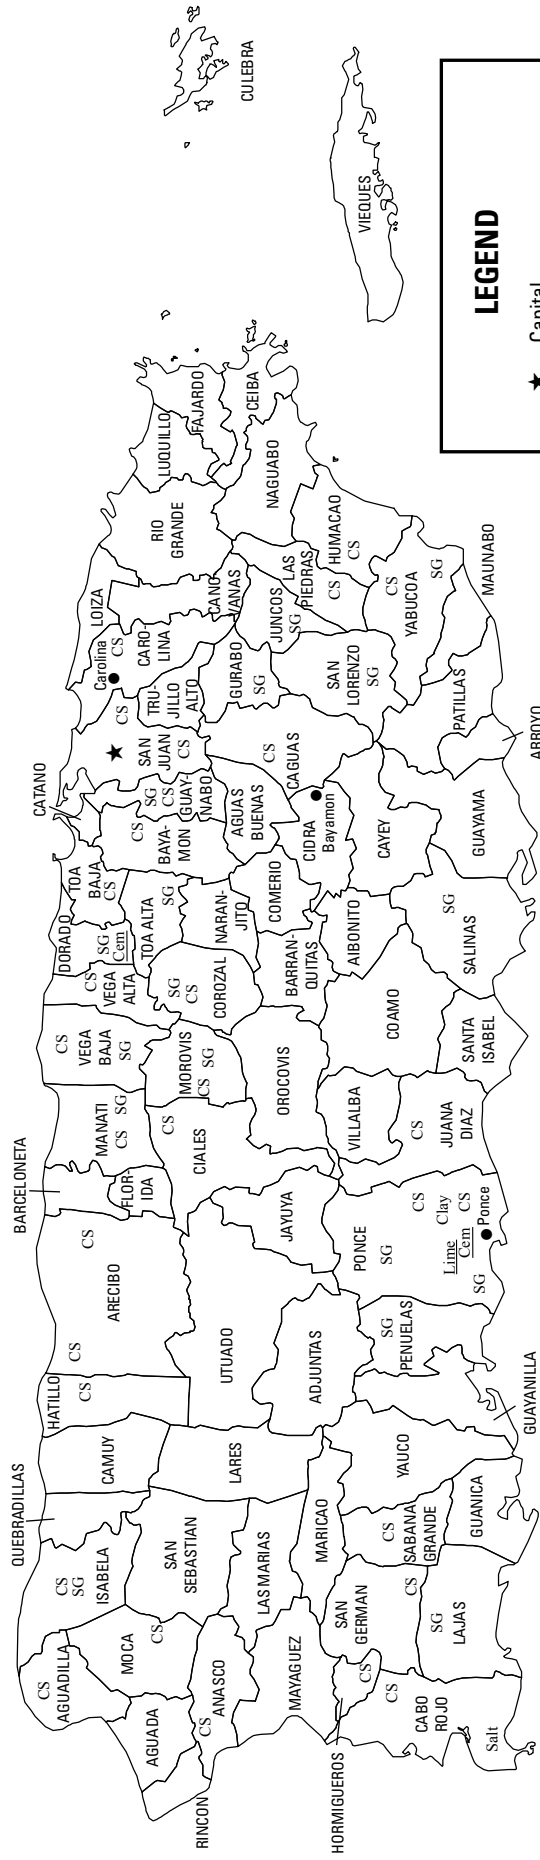 CULEBRA
VIEQUES
LEGEND
Capital
FAJARDO
LUQUILLO
CEIBA
RIO
GRANDE
NAGUABO
LOIZA
CANO
VANAS
LAS
PIEDRAS
CS
HUMACAO
CS
MAUNABO
Carolina
CS
CARO-
LINA
JUNCOS
SG
CS
YABUCOA
SG
CS
TRU-
JILLO
ALTO
GURABO
SG
SAN
LORENZO
SG
PATILLAS
ARROYO
SAN
JUAN
CS
CATANO
SG
CS
GUAY-
NABO
CS
CAGUAS
CS
BAYA-
MON
AGUAS
BUENAS
CIDRA
Bayamon
CAYEY
GUAYAMA
TOA
BAJA
CS
DORADO
SG
Cem
TOA ALTA
SG
NARAN-
JITO
COMERIO
AIBONITO
SG
SALINAS
CS
VEGA
ALTA
SG
CS
COROZAL
BARRAN-
QUITAS
COAMO
SANTA
ISABEL
CS
VEGA
BAJA
SG
MOROVIS
CS
SG
OROCOVIS
VILLALBA
CS
JUANA
DIAZ
MANATI
CS
SG
CS
CIALES
BARCELONETA
FLOR-
IDA
JAYUYA
PONCE
SG
CS
Lime
Clay
Cem
CS
Ponce
SG
CS
ARECIBO
CS
UTUADO
ADJUNTAS
SG
PENUELAS
GUAYANILLA
HATILLO
CS
CAMUY
LARES
YAUCO
QUEBRADILLAS
CS
SG
ISABELA
SAN
SEBASTIAN
LAS MARIAS
MARICAO
CS
SABANA
GRANDE
GUANICA
CS
AGUADILLA
MOCA
CS
CS
ANASCO
MAYAGUEZ
SAN
GERMAN
CS
SG
LAJAS
AGUADA
RINCON
HORMIGUEROS
CS
CS
CABO
ROJO
Salt